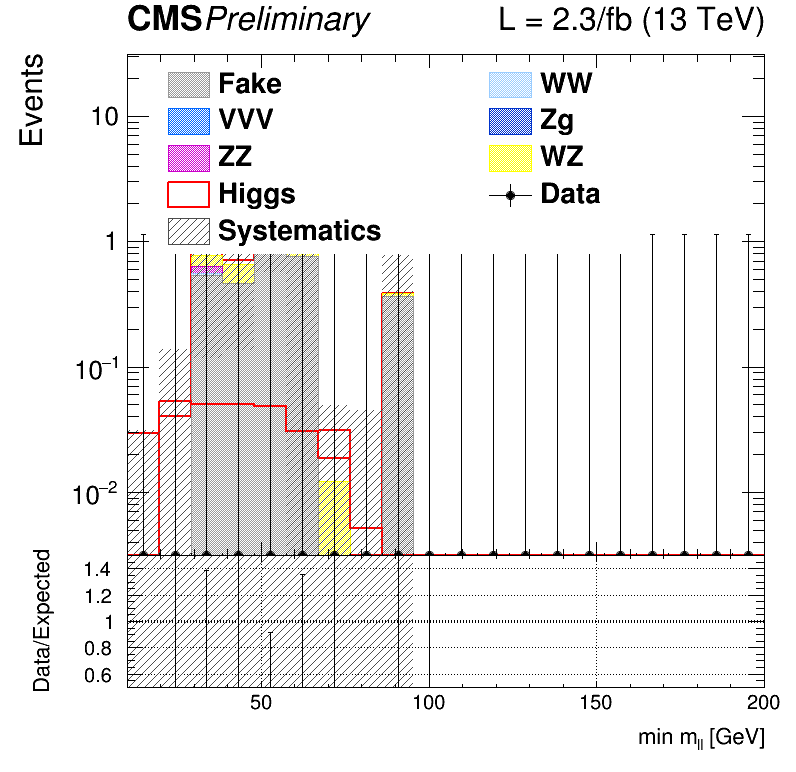 CMS Preliminary L = 2.3/fb (13 TeV)
Events
Fake WW
VVV Zg
ZZ WZ
Higgs Data
Systematics
10
1
10⁻¹
10⁻²
Data/Expected
1.4
1.2
1
0.8
0.6
50 100 150 200
min m_ll [GeV]